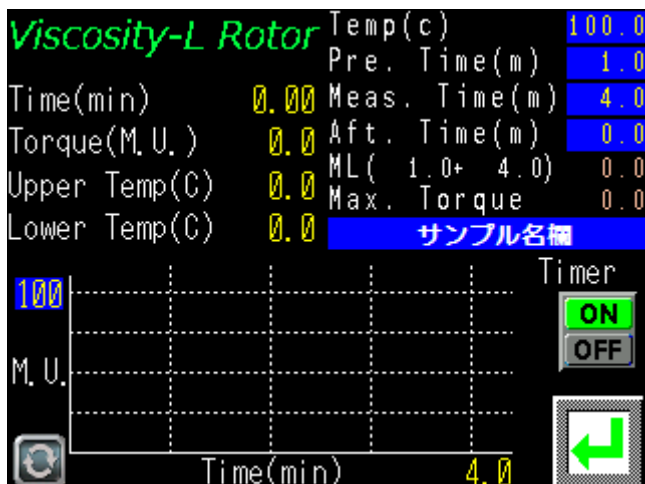 Viscosity-L Rotor
Time(min) 0.00
Torque(M.U.) 0.0
Upper Temp(C) 0.0
Lower Temp(C) 0.0
Temp(c) 100.0
Pre. Time(m) 1.0
Meas. Time(m) 4.0
Aft. Time(m) 0.0
ML( 1.0+ 4.0) 0.0
Max. Torque 0.0
サンプル名欄
Timer
ON
OFF
100
M.U.
Time(min) 4.0